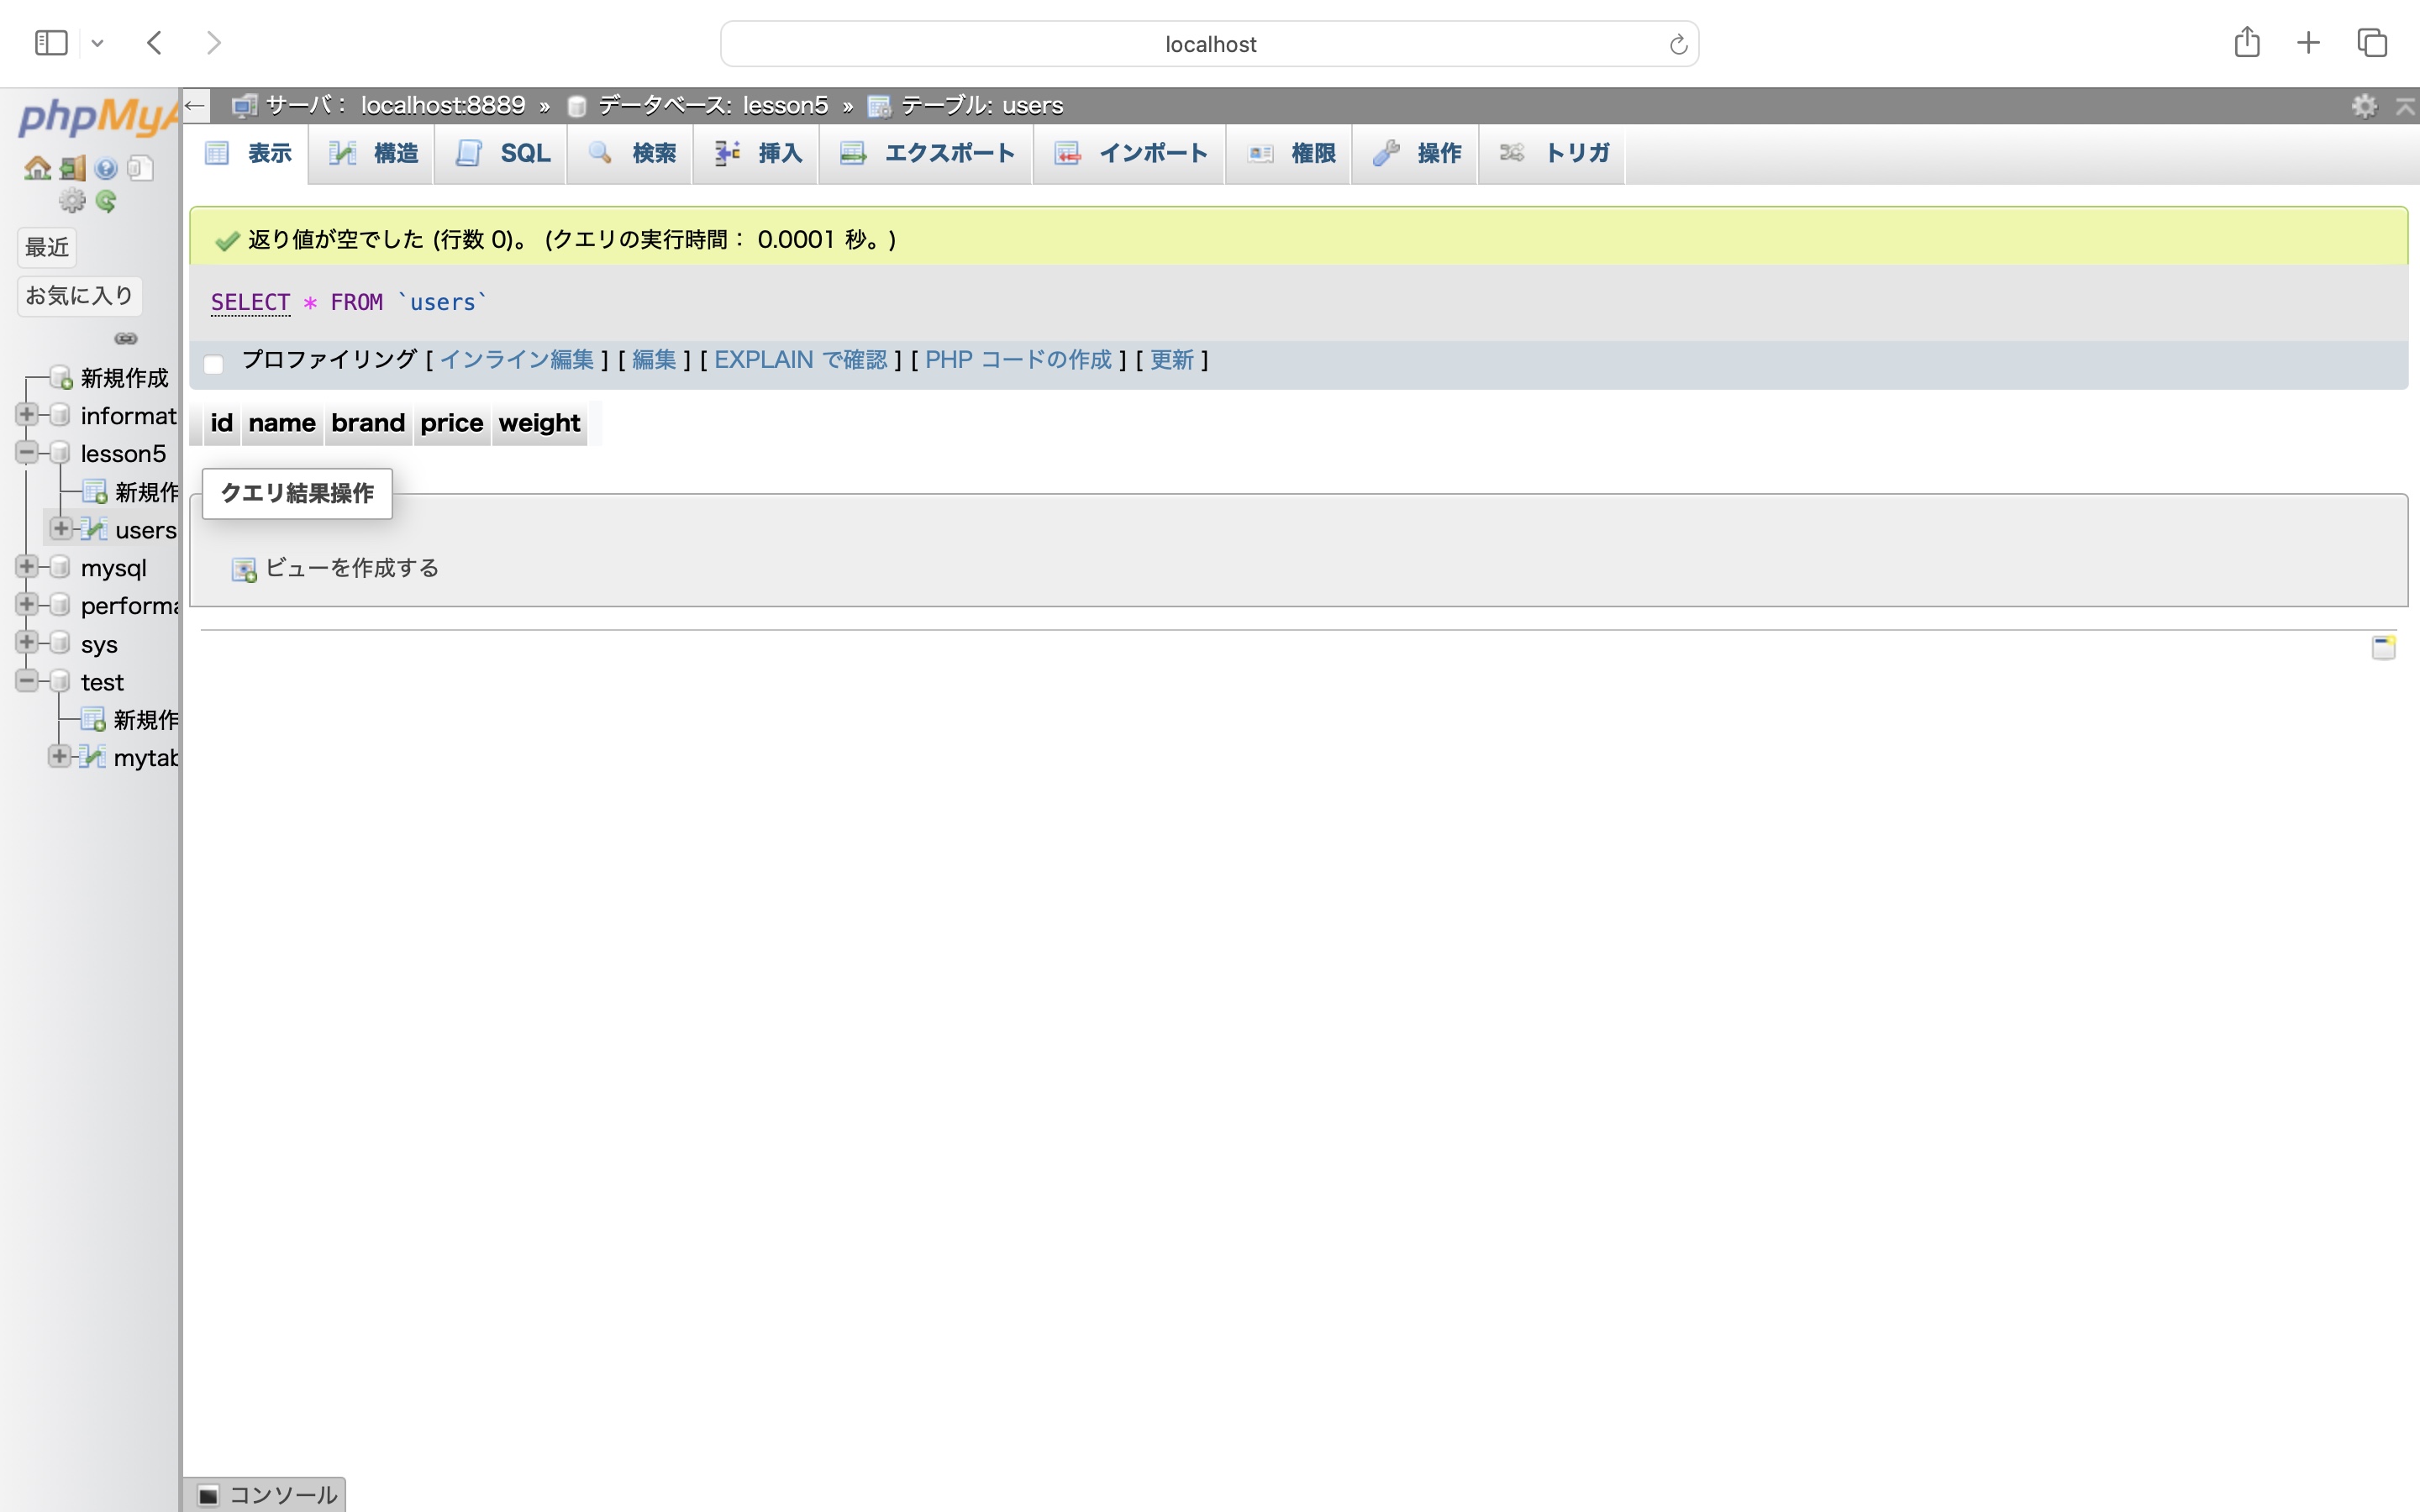 localhost
phpMyA
サーバ： localhost:8889 » データベース: lesson5 » テーブル: users
表示 構造 SQL 検索 挿入 エクスポート インポート 権限 操作 トリガ
最近
お気に入り
新規作成
informat
lesson5
新規作
users
mysql
performa
sys
test
新規作
mytab
返り値が空でした (行数 0)。 (クエリの実行時間： 0.0001 秒。)
SELECT * FROM `users`
プロファイリング [ インライン編集 ] [ 編集 ] [ EXPLAIN で確認 ] [ PHP コードの作成 ] [ 更新 ]
id name brand price weight
クエリ結果操作
ビューを作成する
コンソール